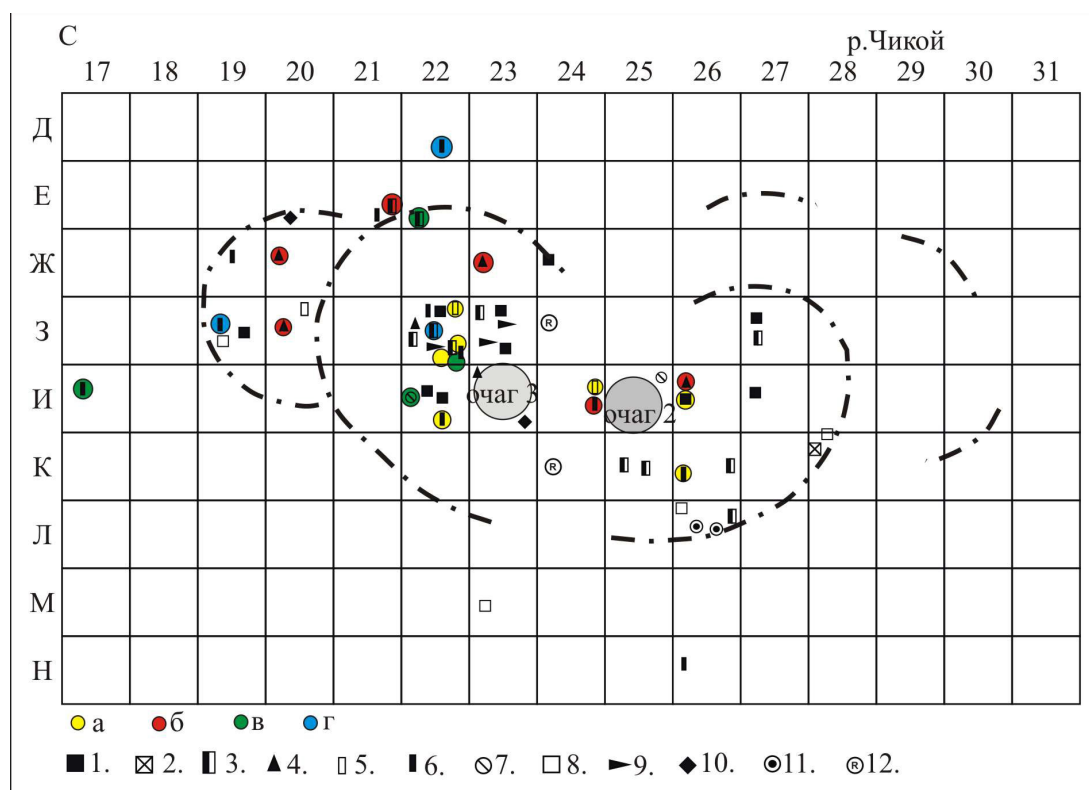 С
р.Чикой
17 18 19 20 21 22 23 24 25 26 27 28 29 30 31
Д
Е
Ж
З
R
И
очаг 3 очаг 2
К
R
Л
М
Н
а б в г
1. 2. 3. 4. 5. 6. 7. 8. 9. 10. 11. R 12.